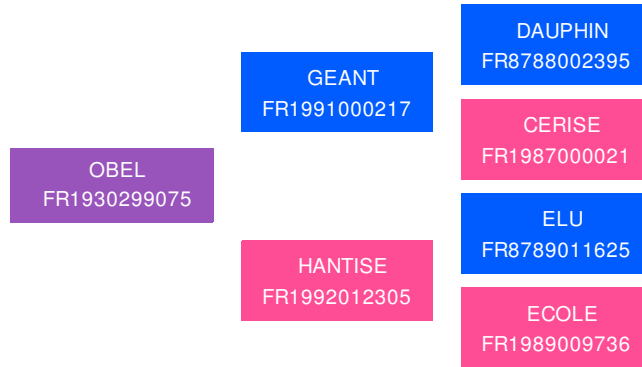 OBEL
FR1930299075
GEANT
FR1991000217
HANTISE
FR1992012305
DAUPHIN
FR8788002395
CERISE
FR1987000021
ELU
FR8789011625
ECOLE
FR1989009736